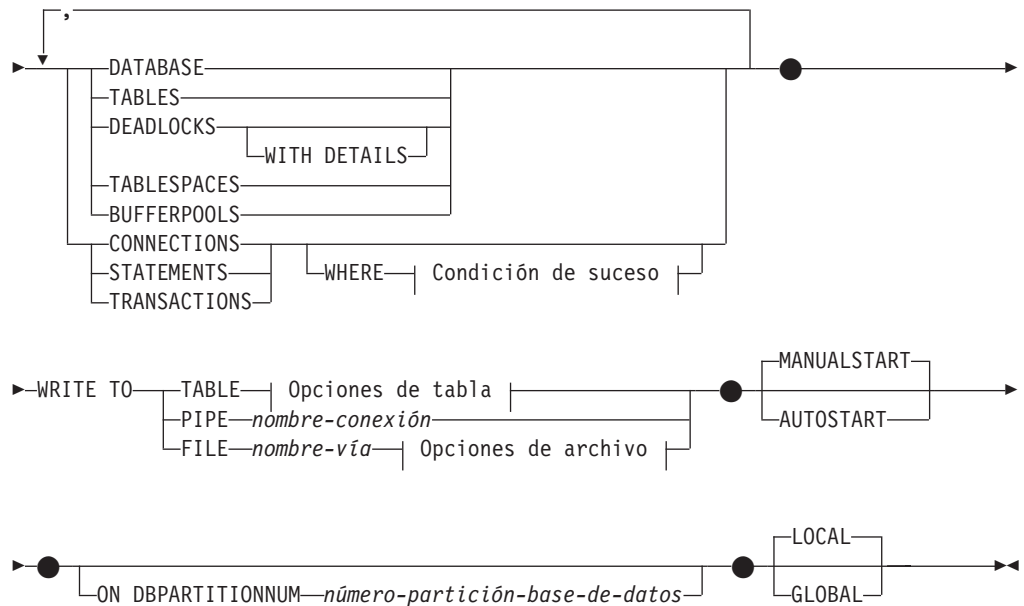 ,
DATABASE
TABLES
DEADLOCKS
WITH DETAILS
TABLESPACES
BUFFERPOOLS
CONNECTIONS
STATEMENTS WHERE Condición de suceso
TRANSACTIONS
MANUALSTART
WRITE TO TABLE Opciones de tabla
PIPE nombre-conexión AUTOSTART
FILE nombre-vía Opciones de archivo
LOCAL
ON DBPARTITIONNUM número-partición-base-de-datos GLOBAL